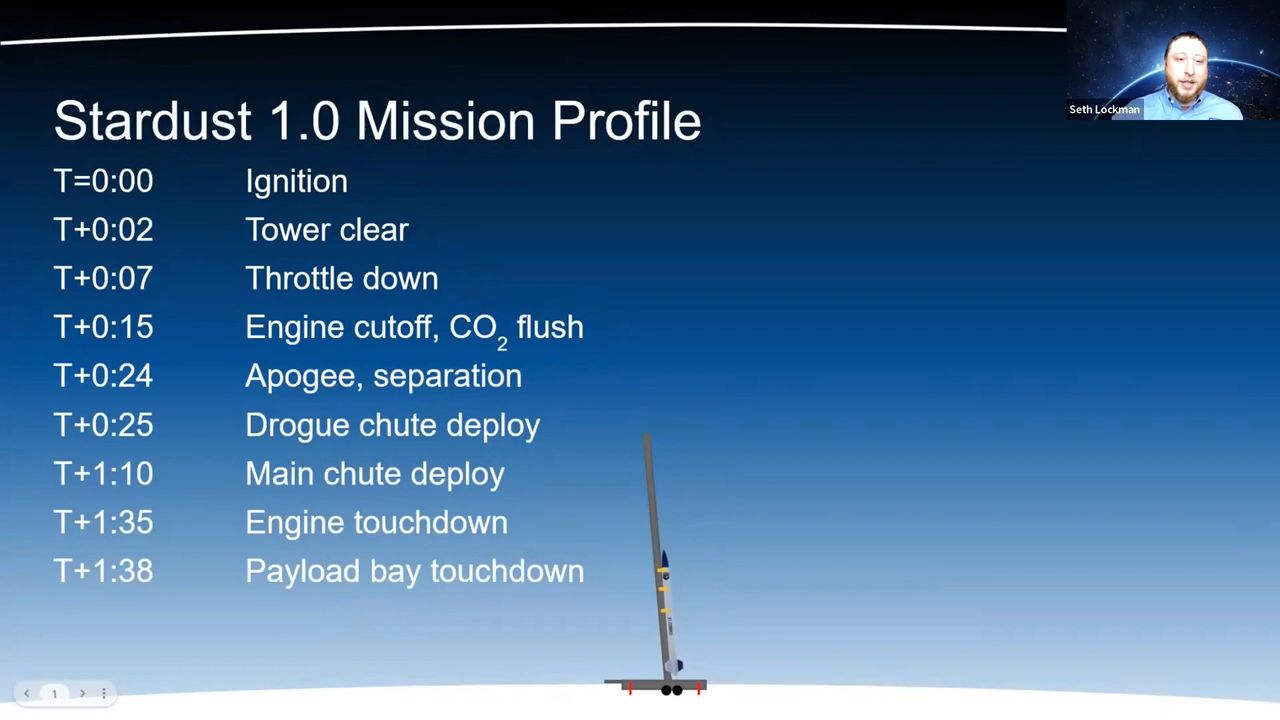 Seth Lockman
Stardust 1.0 Mission Profile
T=0:00 Ignition
T+0:02 Tower clear
T+0:07 Throttle down
T+0:15 Engine cutoff, CO₂ flush
T+0:24 Apogee, separation
T+0:25 Drogue chute deploy
T+1:10 Main chute deploy
T+1:35 Engine touchdown
T+1:38 Payload bay touchdown
1